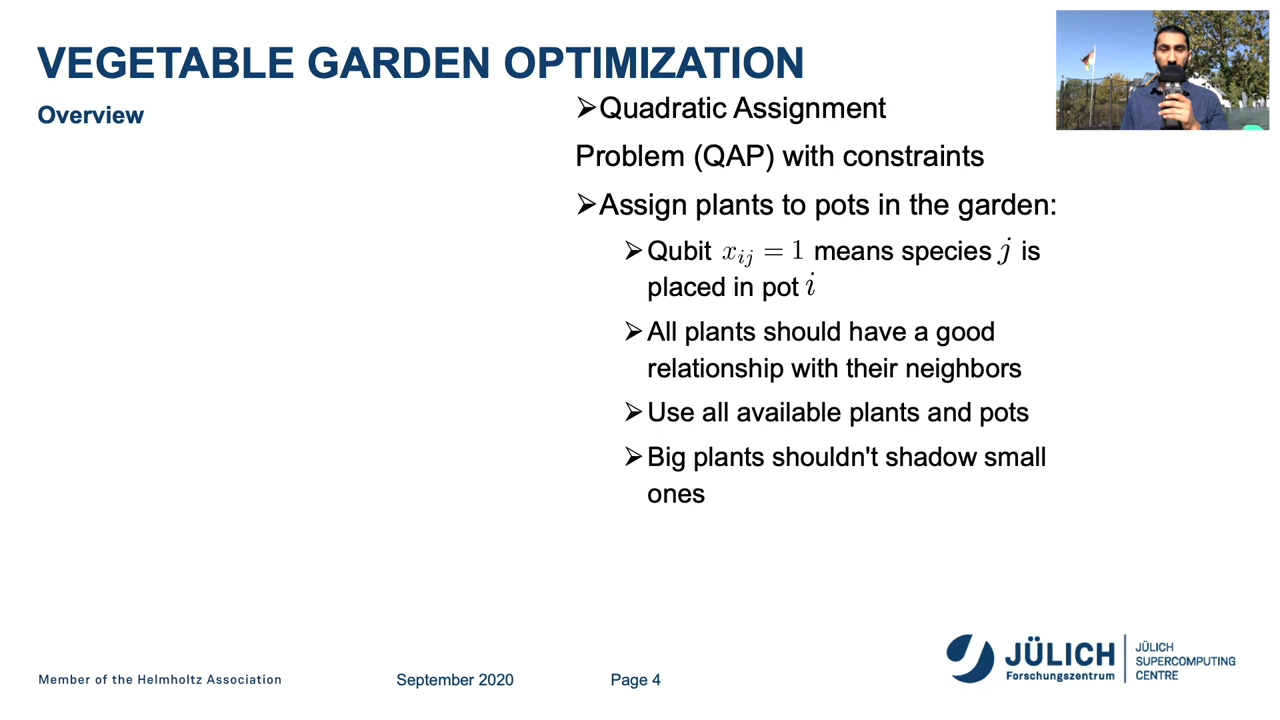 VEGETABLE GARDEN OPTIMIZATION
Overview
➢Quadratic Assignment
Problem (QAP) with constraints
➢Assign plants to pots in the garden:
➢Qubit x_{ij} = 1 means species j is
placed in pot i
➢All plants should have a good
relationship with their neighbors
➢Use all available plants and pots
➢Big plants shouldn't shadow small
ones
Member of the Helmholtz Association
September 2020
Page 4
JÜLICH
Forschungszentrum
JÜLICH
SUPERCOMPUTING
CENTRE